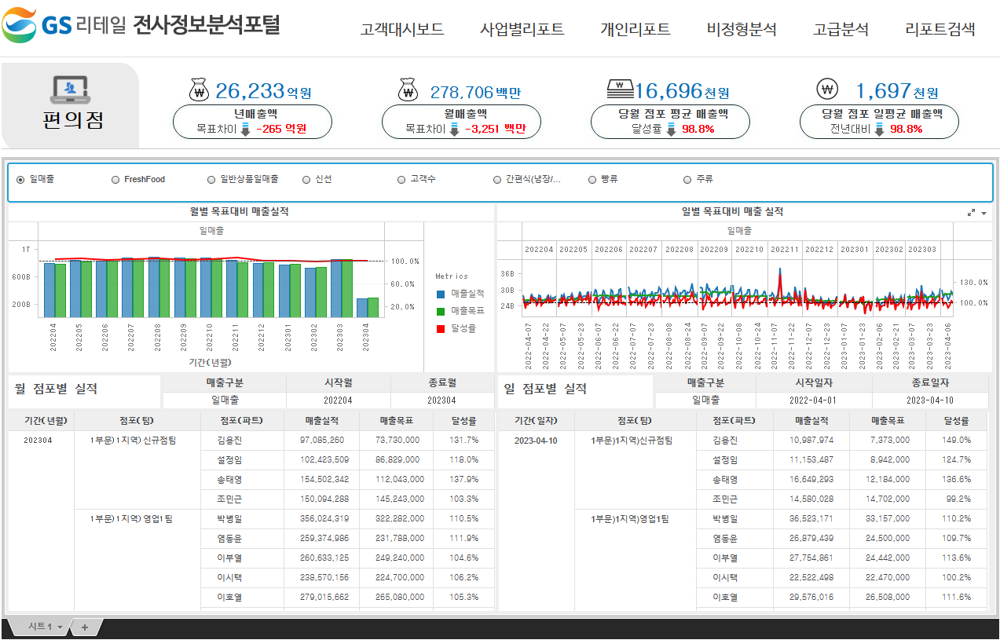 GS 리테일 전사정보분석포털
고객대시보드 사업별리포트 개인리포트 비정형분석 고급분석 리포트검색
편의점
26,233억원 278,706 백만 16,696천원 1,697천원
년매출액 월매출액 당월 점포 평균 매출액 당월 점포 일평균 매출액
목표차이 -265 억원 목표차이 -3,251 백만 달성률 98.8% 전년대비 98.8%
일매출 FreshFood 일반상품일매출 신선 고객수 간편식(냉장/... 빵류 주류
월별 목표대비 매출실적
일매출
1T
600B
200B
100.0%
60.0%
20.0%
202204 202205 202206 202207 202208 202209 202210 202211 202212 202301 202302 202303 202304
기간(년월)
Metrics
매출실적
매출목표
달성률
일별 목표대비 매출 실적
일매출
202204 202205 202206 202207 202208 202209 202210 202211 202212 202301 202302 202303
36B
30B
24B
130.0%
100.0%
2022-04-07 2022-04-22 2022-05-07 2022-05-23 2022-06-07 2022-06-22 2022-07-07 2022-07-23 2022-08-08 2022-08-24 2022-09-07 2022-09-22 2022-10-08 2022-10-24 2022-11-07 2022-11-22 2022-12-07 2022-12-23 2023-01-07 2023-01-23 2023-02-06 2023-02-21 2023-03-07 2023-03-23 2023-04-06
월 점포별 실적
매출구분 시작월 종료월
일매출 202204 202304
기간(년월) 점포(팀) 점포(파트) 매출실적 매출목표 달성률
202304 1부문)1지역)신규점팀 김용진 97,085,260 73,730,000 131.7%
설정임 102,423,509 86,829,000 118.0%
송태영 154,502,342 112,043,000 137.9%
조민근 150,094,288 145,243,000 103.3%
1부문)1지역)영업1팀 박병일 356,024,319 322,282,000 110.5%
염동윤 259,374,986 231,788,000 111.9%
이부열 260,633,125 249,240,000 104.6%
이시택 238,570,156 224,700,000 106.2%
이호열 279,015,662 265,080,000 105.3%
일 점포별 실적
매출구분 시작일자 종료일자
일매출 2022-04-01 2023-04-10
기간(일자) 점포(팀) 점포(파트) 매출실적 매출목표 달성률
2023-04-10 1부문)1지역)신규점팀 김용진 10,987,974 7,373,000 149.0%
설정임 11,153,487 8,942,000 124.7%
송태영 16,649,293 12,184,000 136.6%
조민근 14,580,028 14,702,000 99.2%
1부문)1지역)영업1팀 박병일 36,523,171 33,157,000 110.2%
염동윤 26,879,439 24,500,000 109.7%
이부열 27,754,861 24,442,000 113.6%
이시택 22,522,498 22,470,000 100.2%
이호열 29,576,016 26,508,000 111.6%
시트 1